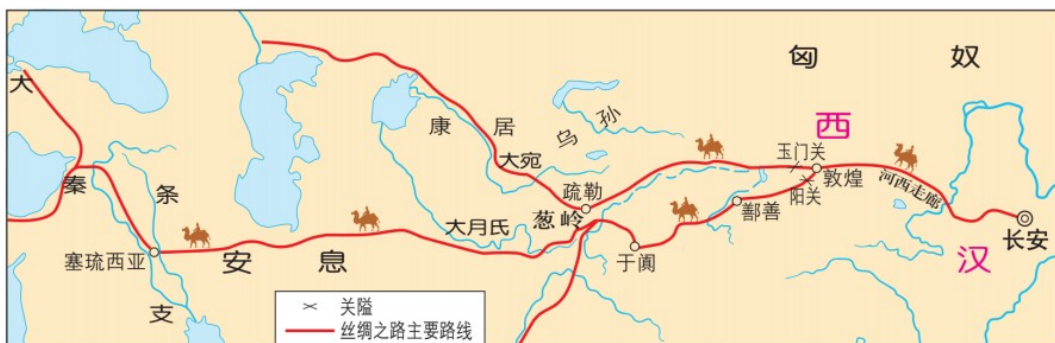 匈奴
西汉
大秦
康居
乌孙
大宛
玉门关
敦煌
阳关
河西走廊
疏勒
葱岭
鄯善
长安
大月氏
于阗
条支
塞琉西亚
安息
关隘
丝绸之路主要路线